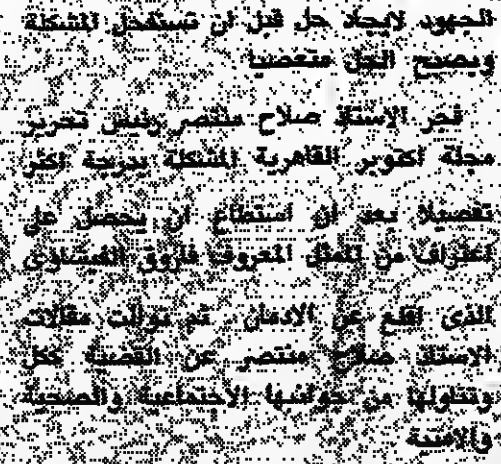 الجهود لايجاد حل قبل ان تستفحل المشكلة
ويصبح الحل متعصيا
فجر الاستاذ صلاح منتصر رئيس تحرير
مجلة اكتوبر القاهرية المشكلة بدرجة اكثر
تفصيلا بعد ان استطاع ان يحصل على
اعتراف من الممثل المعروف فاروق الفيشاوى
الذى اقلع عن الادمان . ثم توالت مقالات
الاستاذ صلاح منتصر عن القضية ككل
وتناولها من جوانبها الاجتماعية والصحية
والامنية